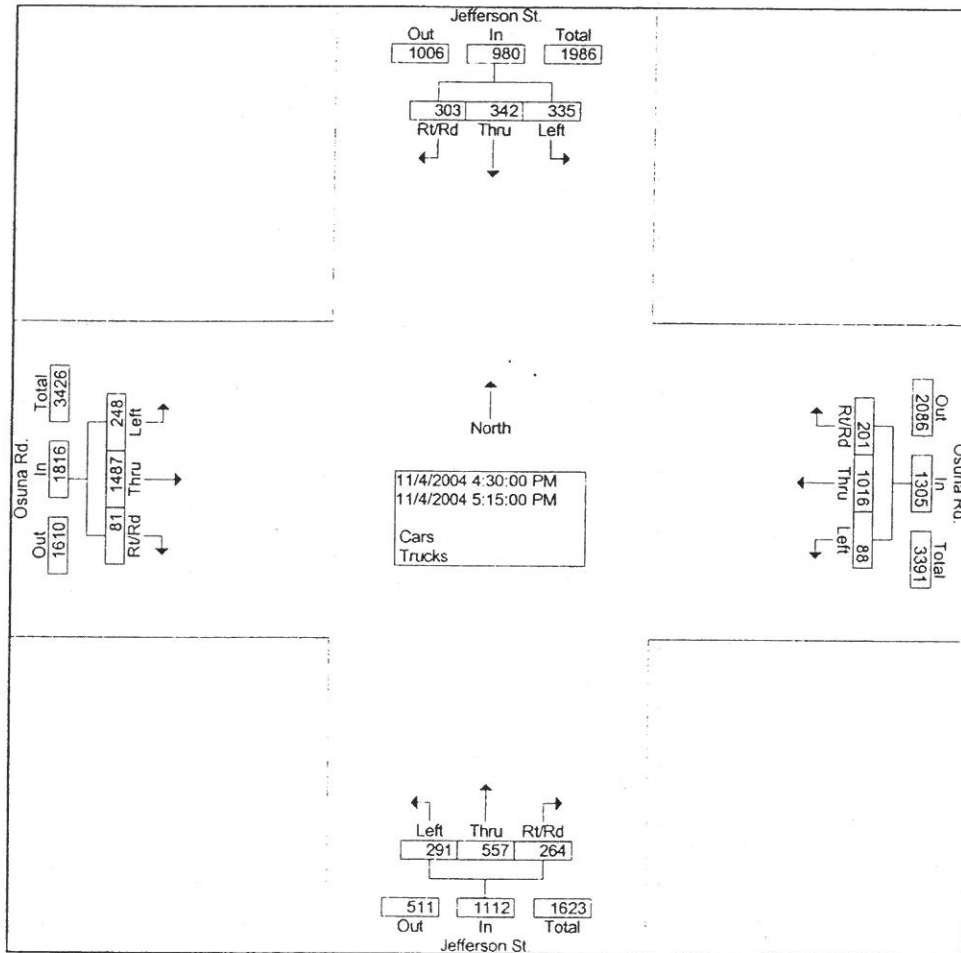 Jefferson St.
Out In Total
1006 980 1986
303 342 335
Rt/Rd Thru Left
Osuna Rd.
Total In Out
3426 1816 1610
248 1487 81
Left Thru Rt/Rd
North
11/4/2004 4:30:00 PM
11/4/2004 5:15:00 PM
Cars
Trucks
Rt/Rd Thru Left
201 1016 88
2086 1305 3391
Out In Total
Osuna Rd.
Left Thru Rt/Rd
291 557 264
511 1112 1623
Out In Total
Jefferson St.